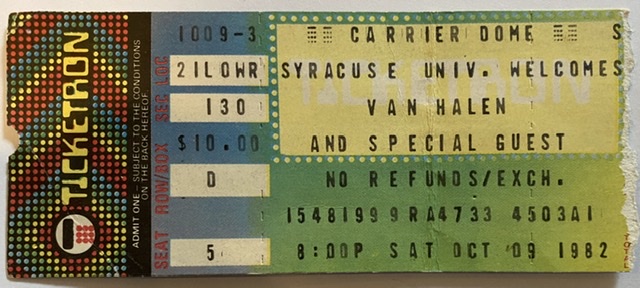 TICKETRON
ADMIT ONE - SUBJECT TO THE CONDITIONS
ON THE BACK HEREOF
SEAT ROW/BOX SEC LOC
1009-3
21LOWR
130
$10.00
D
5
CARRIER DOME S
SYRACUSE UNIV. WELCOMES
VAN HALEN
AND SPECIAL GUEST
NO REFUNDS/EXCH.
15481999RA4733 4503A1
8:00P SAT OCT 09 1982